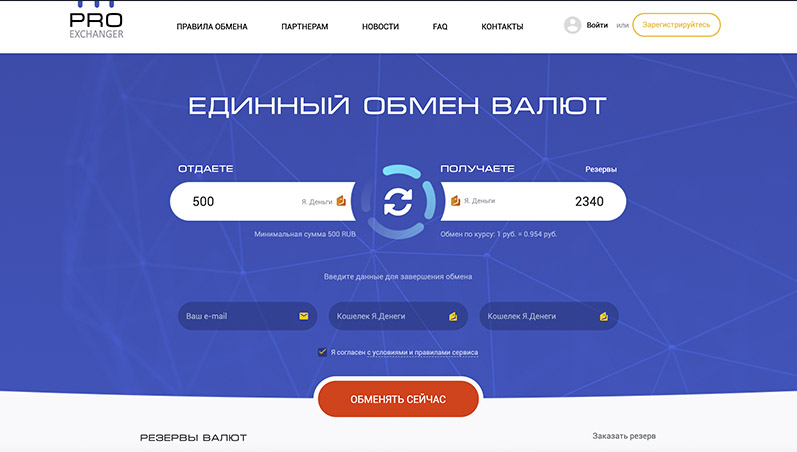 PRO
EXCHANGER
ПРАВИЛА ОБМЕНА
ПАРТНЕРАМ
НОВОСТИ
FAQ
КОНТАКТЫ
Войти или Зарегистрируйтесь
ЕДИННЫЙ ОБМЕН ВАЛЮТ
ОТДАЕТЕ
ПОЛУЧАЕТЕ
Резервы
500
Я. Деньги
Я. Деньги
2340
Минимальная сумма 500 RUB
Обмен по курсу: 1 руб. = 0.954 руб.
Введите данные для завершения обмена
Ваш e-mail
Кошелек Я.Денеги
Кошелек Я.Денеги
Я согласен с условиями и правилами сервиса
ОБМЕНЯТЬ СЕЙЧАС
РЕЗЕРВЫ ВАЛЮТ
Заказать резерв